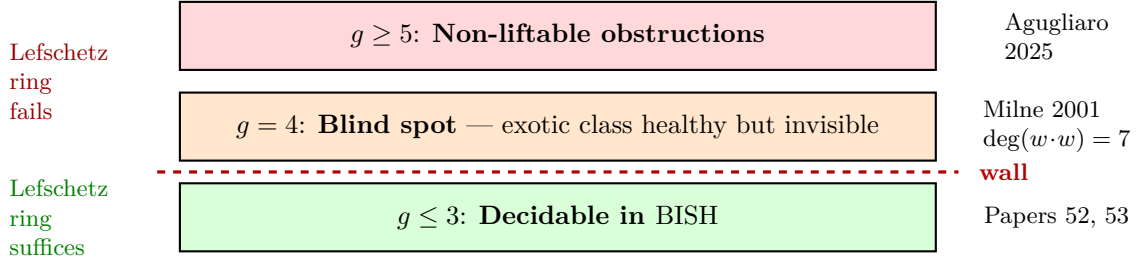 Lefschetz
ring
fails
g ≥ 5: Non-liftable obstructions
Agugliaro
2025
g = 4: Blind spot — exotic class healthy but invisible
Milne 2001
deg(w·w) = 7
wall
Lefschetz
ring
suffices
g ≤ 3: Decidable in BISH
Papers 52, 53